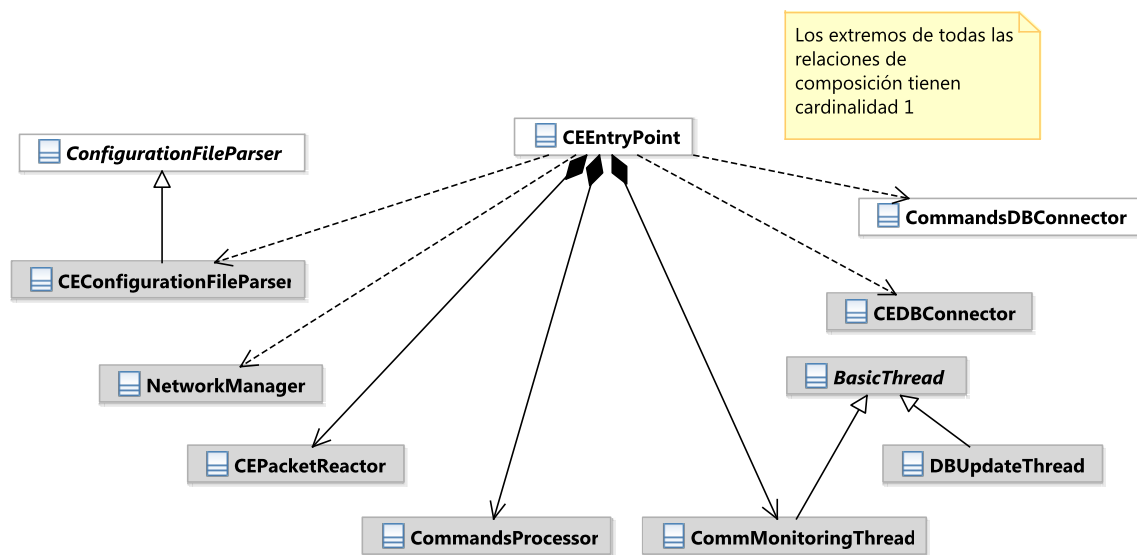 Los extremos de todas las
relaciones de
composición tienen
cardinalidad 1
CEEntryPoint
ConfigurationFileParser
CommandsDBConnector
CEConfigurationFileParser
CEDBConnector
NetworkManager
BasicThread
CEPacketReactor
DBUpdateThread
CommandsProcessor
CommMonitoringThread